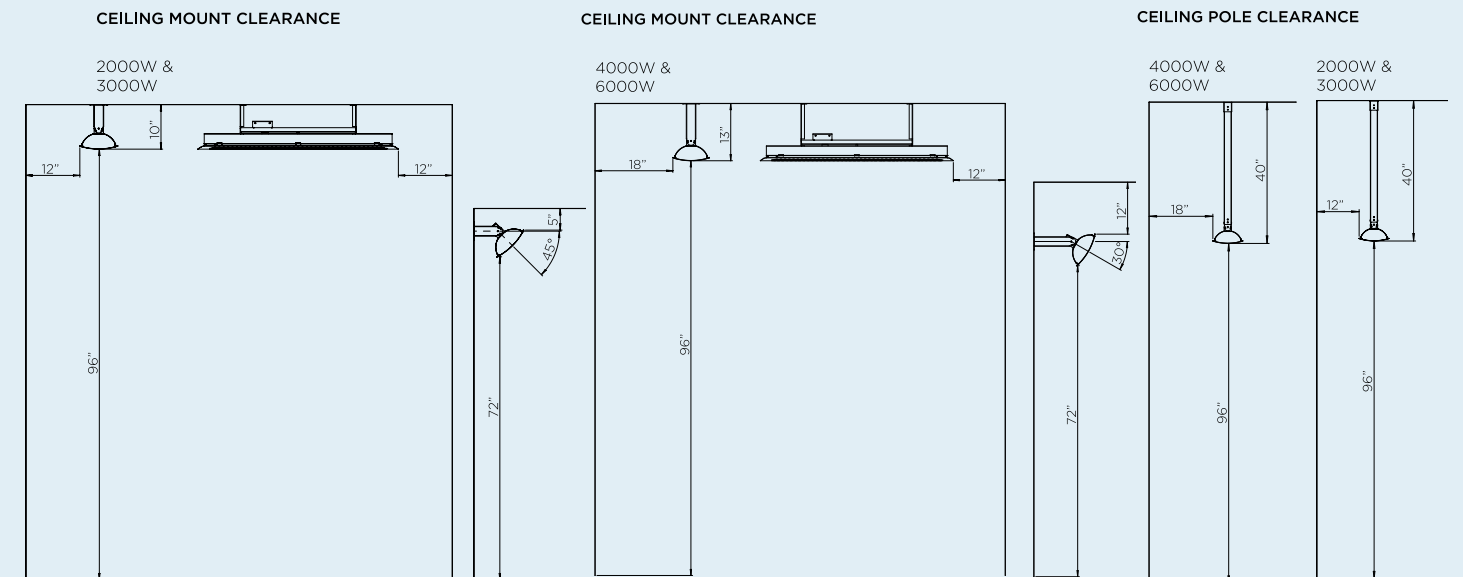 CEILING MOUNT CLEARANCE
2000W &
3000W
10”
12”
12”
96”
5”
45°
72”
CEILING MOUNT CLEARANCE
4000W &
6000W
13”
18”
12”
96”
12”
30°
72”
CEILING POLE CLEARANCE
4000W &
6000W
40”
18”
96”
2000W &
3000W
40”
12”
96”